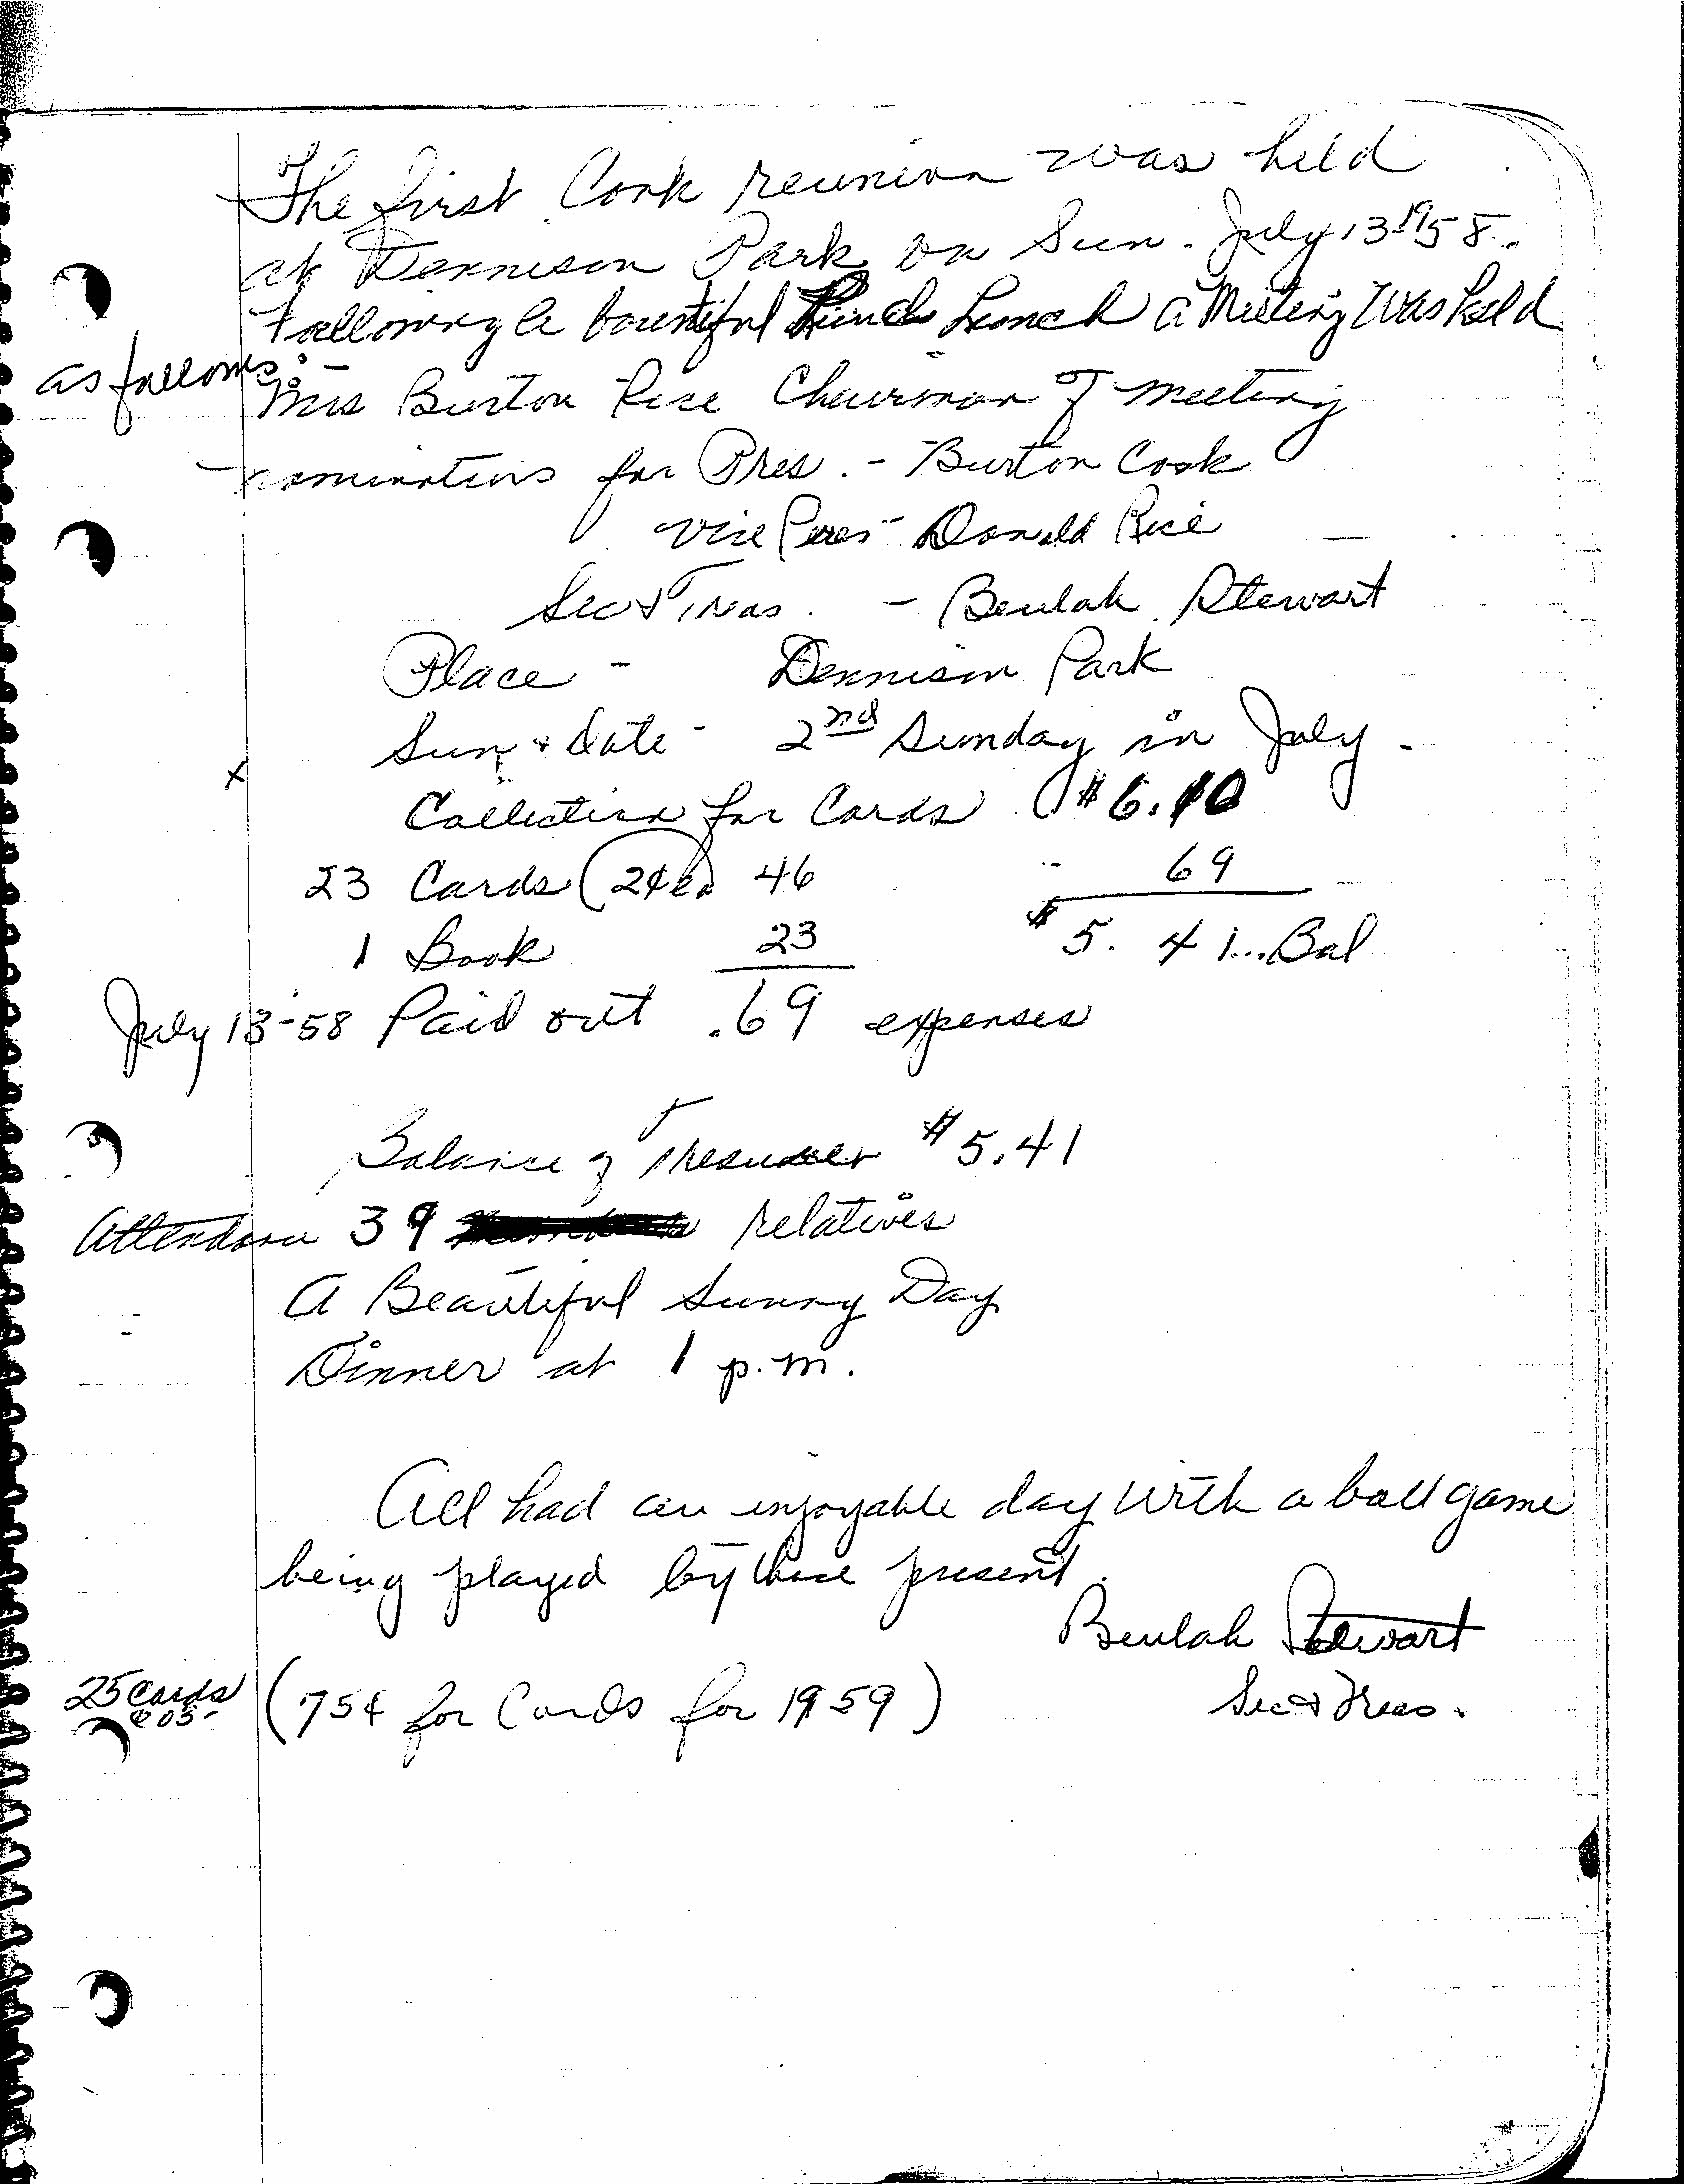 The first Cook reunion was held
at Dennison Park on Sun. July 13 1958.
Following a bountiful Lunch a Meeting Was held
as follows:-
Mrs Burton Rise Chairman of meeting
nominations for Pres. - Burton Cook
Vice Pres - Donald Rice
Sec & Treas. - Beulah Stewart
Place - Dennison Park
Sun & date - 2nd Sunday in July.
x
Collection for Cards $6.10
23 Cards (2¢ ea) 46 69
1 Book 23 $5.41... Bal
July 13-58 Paid out .69 expenses
Balance of $5.41
Attendance 39 relatives
A Beautiful Sunny Day
Dinner at 1 p.m.
All had an enjoyable day with a ball game
being played by those present.
Beulah Stewart
25 Cards (75¢ for Cards for 1959) Sec & Treas.